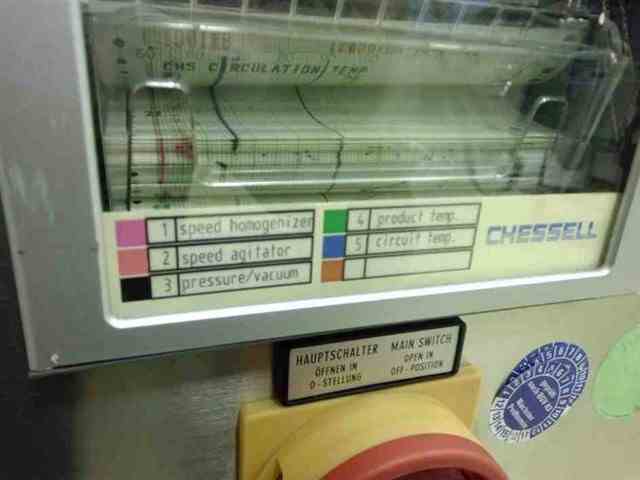 CIRCULATION TEMP
1 speed homogenizer
2 speed agitator
3 pressure/vacuum
4 product temp.
5 circuit temp.
CHESSELL
HAUPTSCHALTER
ÖFFNEN IN
0-STELLUNG
MAIN SWITCH
OPEN IN
OFF-POSITION